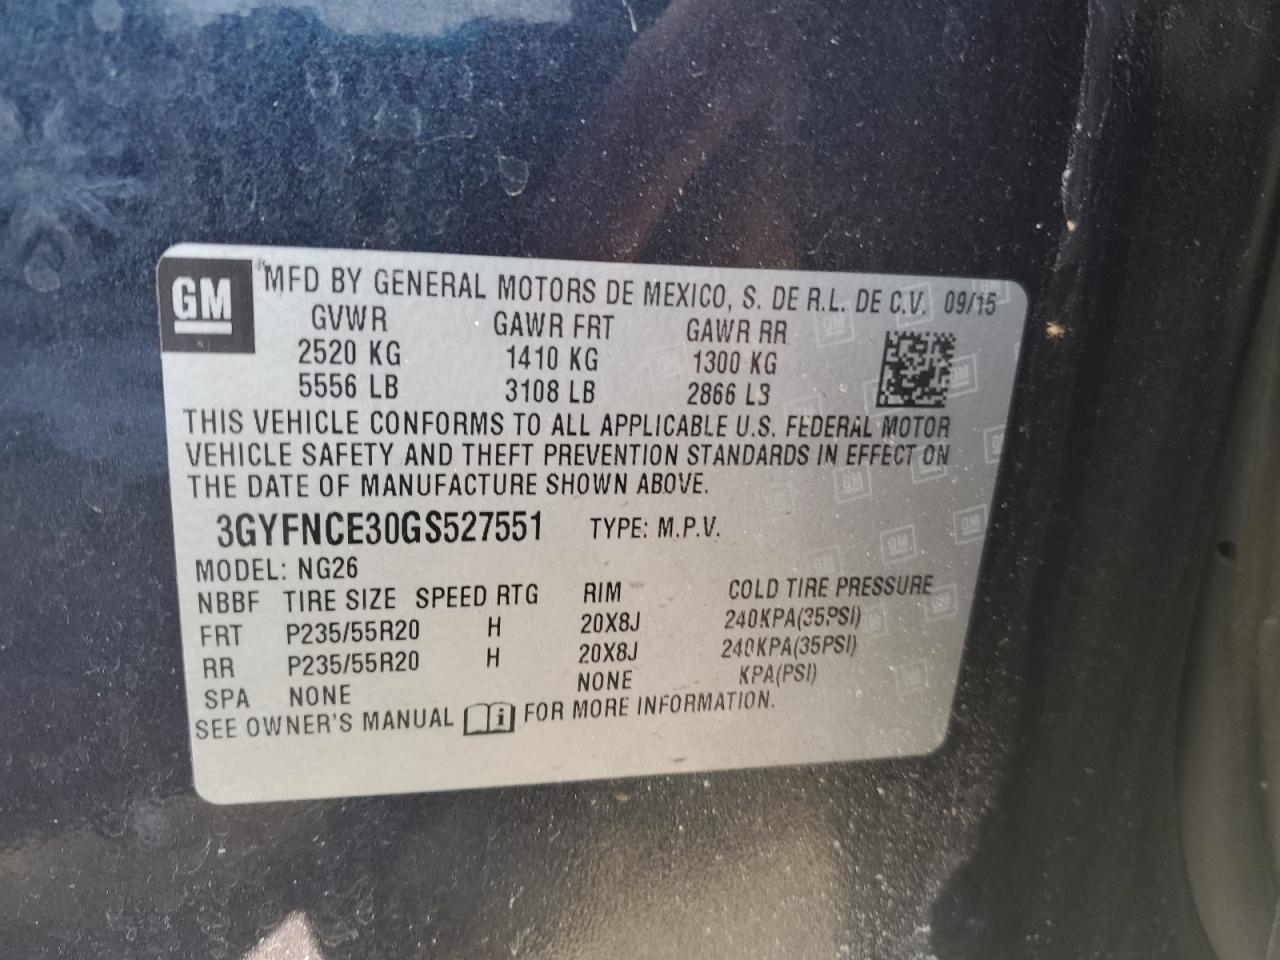 GM
® MFD BY GENERAL MOTORS DE MEXICO, S. DE R.L. DE C.V. 09/15
GVWR GAWR FRT GAWR RR
2520 KG 1410 KG 1300 KG
5556 LB 3108 LB 2866 LB
THIS VEHICLE CONFORMS TO ALL APPLICABLE U.S. FEDERAL MOTOR
VEHICLE SAFETY AND THEFT PREVENTION STANDARDS IN EFFECT ON
THE DATE OF MANUFACTURE SHOWN ABOVE.
3GYFNCE30GS527551 TYPE: M.P.V.
MODEL: NG26
NBBF TIRE SIZE SPEED RTG RIM COLD TIRE PRESSURE
FRT P235/55R20 H 20X8J 240KPA(35PSI)
RR P235/55R20 H 20X8J 240KPA(35PSI)
SPA NONE NONE KPA(PSI)
SEE OWNER'S MANUAL i FOR MORE INFORMATION.